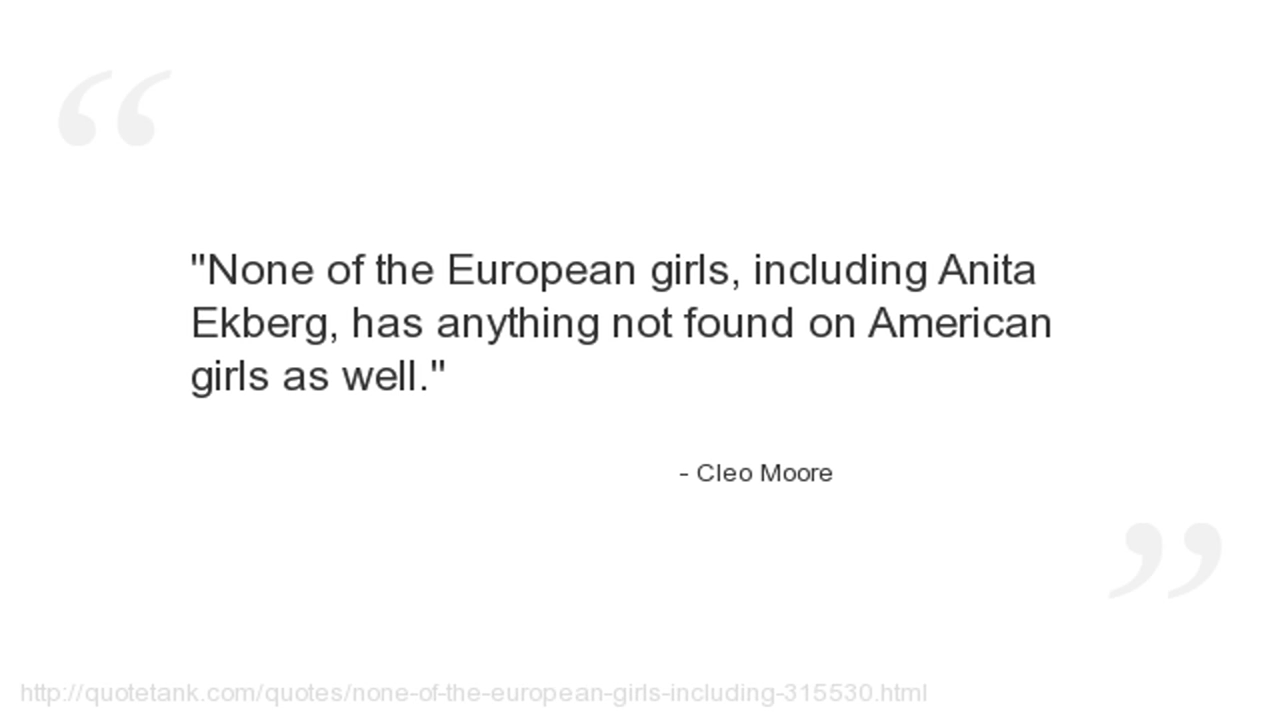 "None of the European girls, including Anita
Ekberg, has anything not found on American
girls as well."
- Cleo Moore
http://quotetank.com/quotes/none-of-the-european-girls-including-315530.html